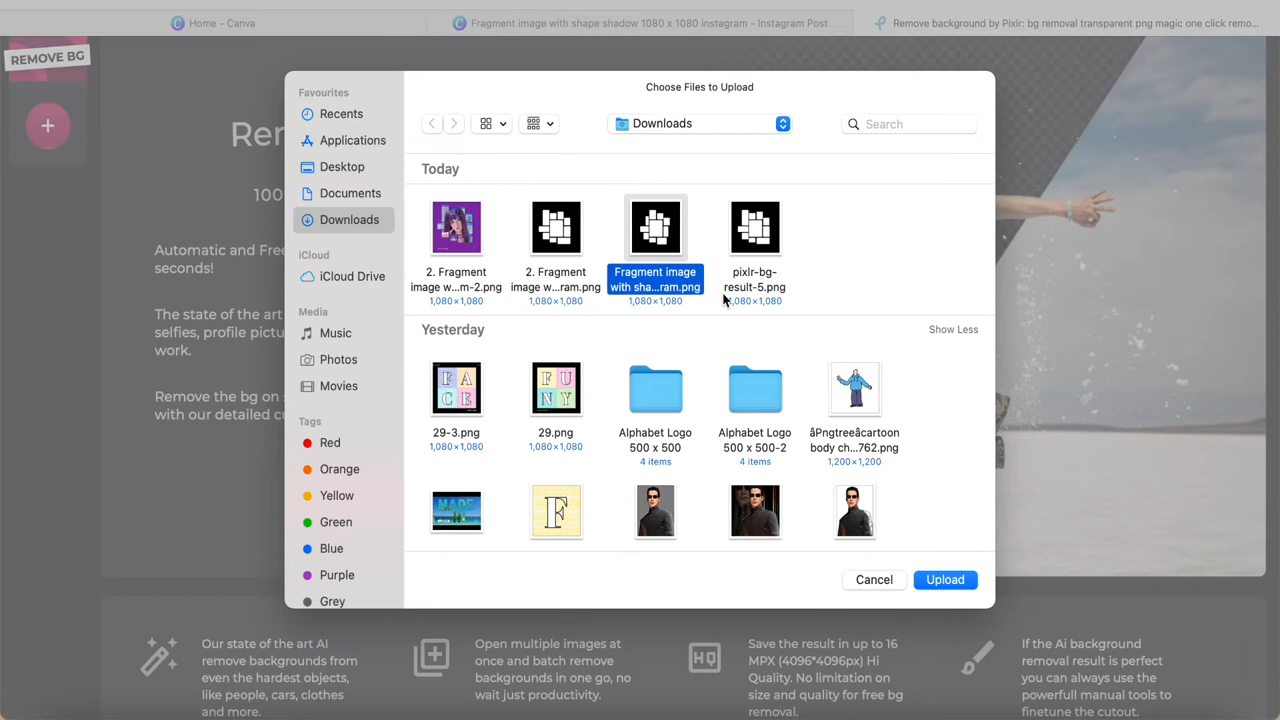 Home - Canva
Fragment image with shape shadow 1080 x 1080 instagram - Instagram Post
Remove background by Pixlr: bg removal transparent png magic one click remo...
REMOVE BG
Choose Files to Upload
Favourites
Recents
Applications
Desktop
Documents
Downloads
iCloud
iCloud Drive
Media
Music
Photos
Movies
Tags
Red
Orange
Yellow
Green
Blue
Purple
Grey
Downloads
Search
Today
2. Fragment
image w...m-2.png
1,080×1,080
2. Fragment
image w...ram.png
1,080×1,080
Fragment image
with sha...ram.png
1,080×1,080
pixlr-bg-
result-5.png
1,080×1,080
Yesterday
Show Less
F A
C E
29-3.png
1,080×1,080
F U
N Y
29.png
1,080×1,080
Alphabet Logo
500 x 500
4 items
Alphabet Logo
500 x 500-2
4 items
âPngtreeâcartoon
body ch...762.png
1,200×1,200
F
Cancel
Upload
Rem
100
Automatic and Free
seconds!
The state of the art
selfies, profile pics,
work.
Remove the bg on
with our detailed cu
Our state of the art AI
remove backgrounds from
even the hardest objects,
like people, cars, clothes
and more.
Open multiple images at
once and batch remove
backgrounds in one go, no
wait just productivity.
HQ
Save the result in up to 16
MPX (4096*4096px) Hi
Quality. No limitation on
size and quality for free bg
removal.
If the Ai background
removal result is perfect
you can always use the
powerfull manual tools to
finetune the cutout.